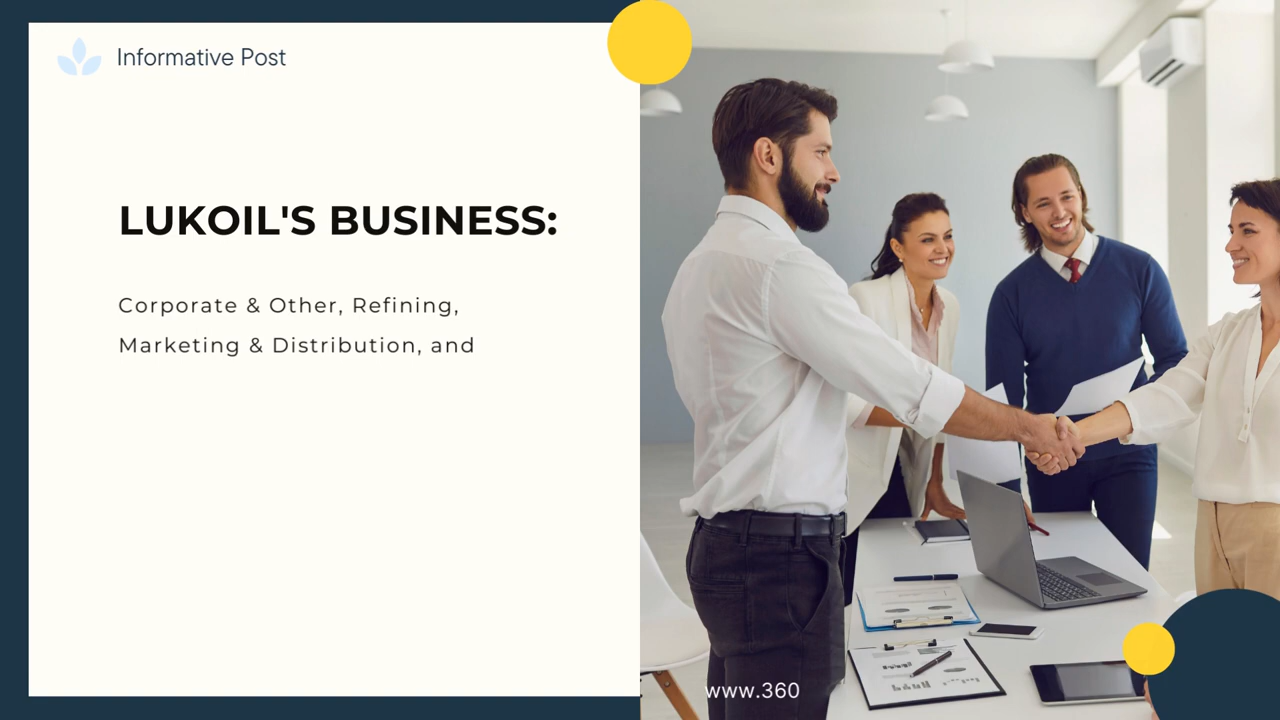 Informative Post
LUKOIL'S BUSINESS:
Corporate & Other, Refining,
Marketing & Distribution, and
www.360